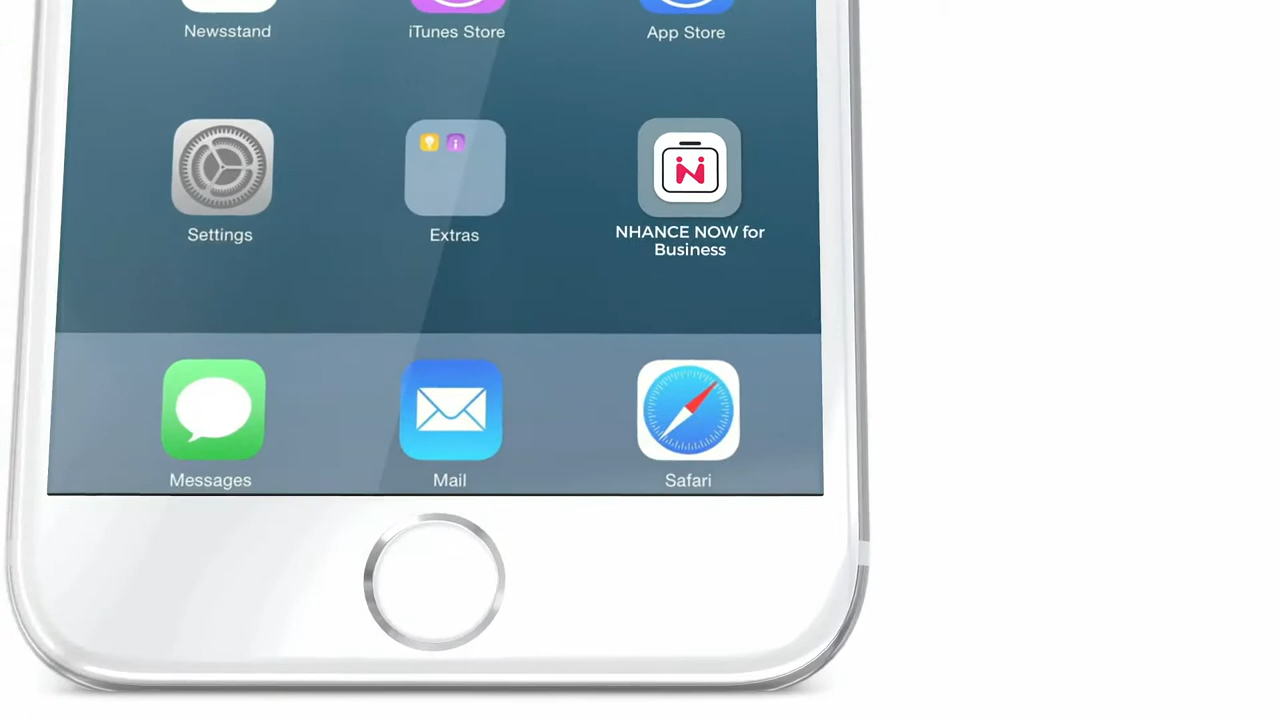 Newsstand
iTunes Store
App Store
Settings
Extras
NHANCE NOW for
Business
Messages
Mail
Safari